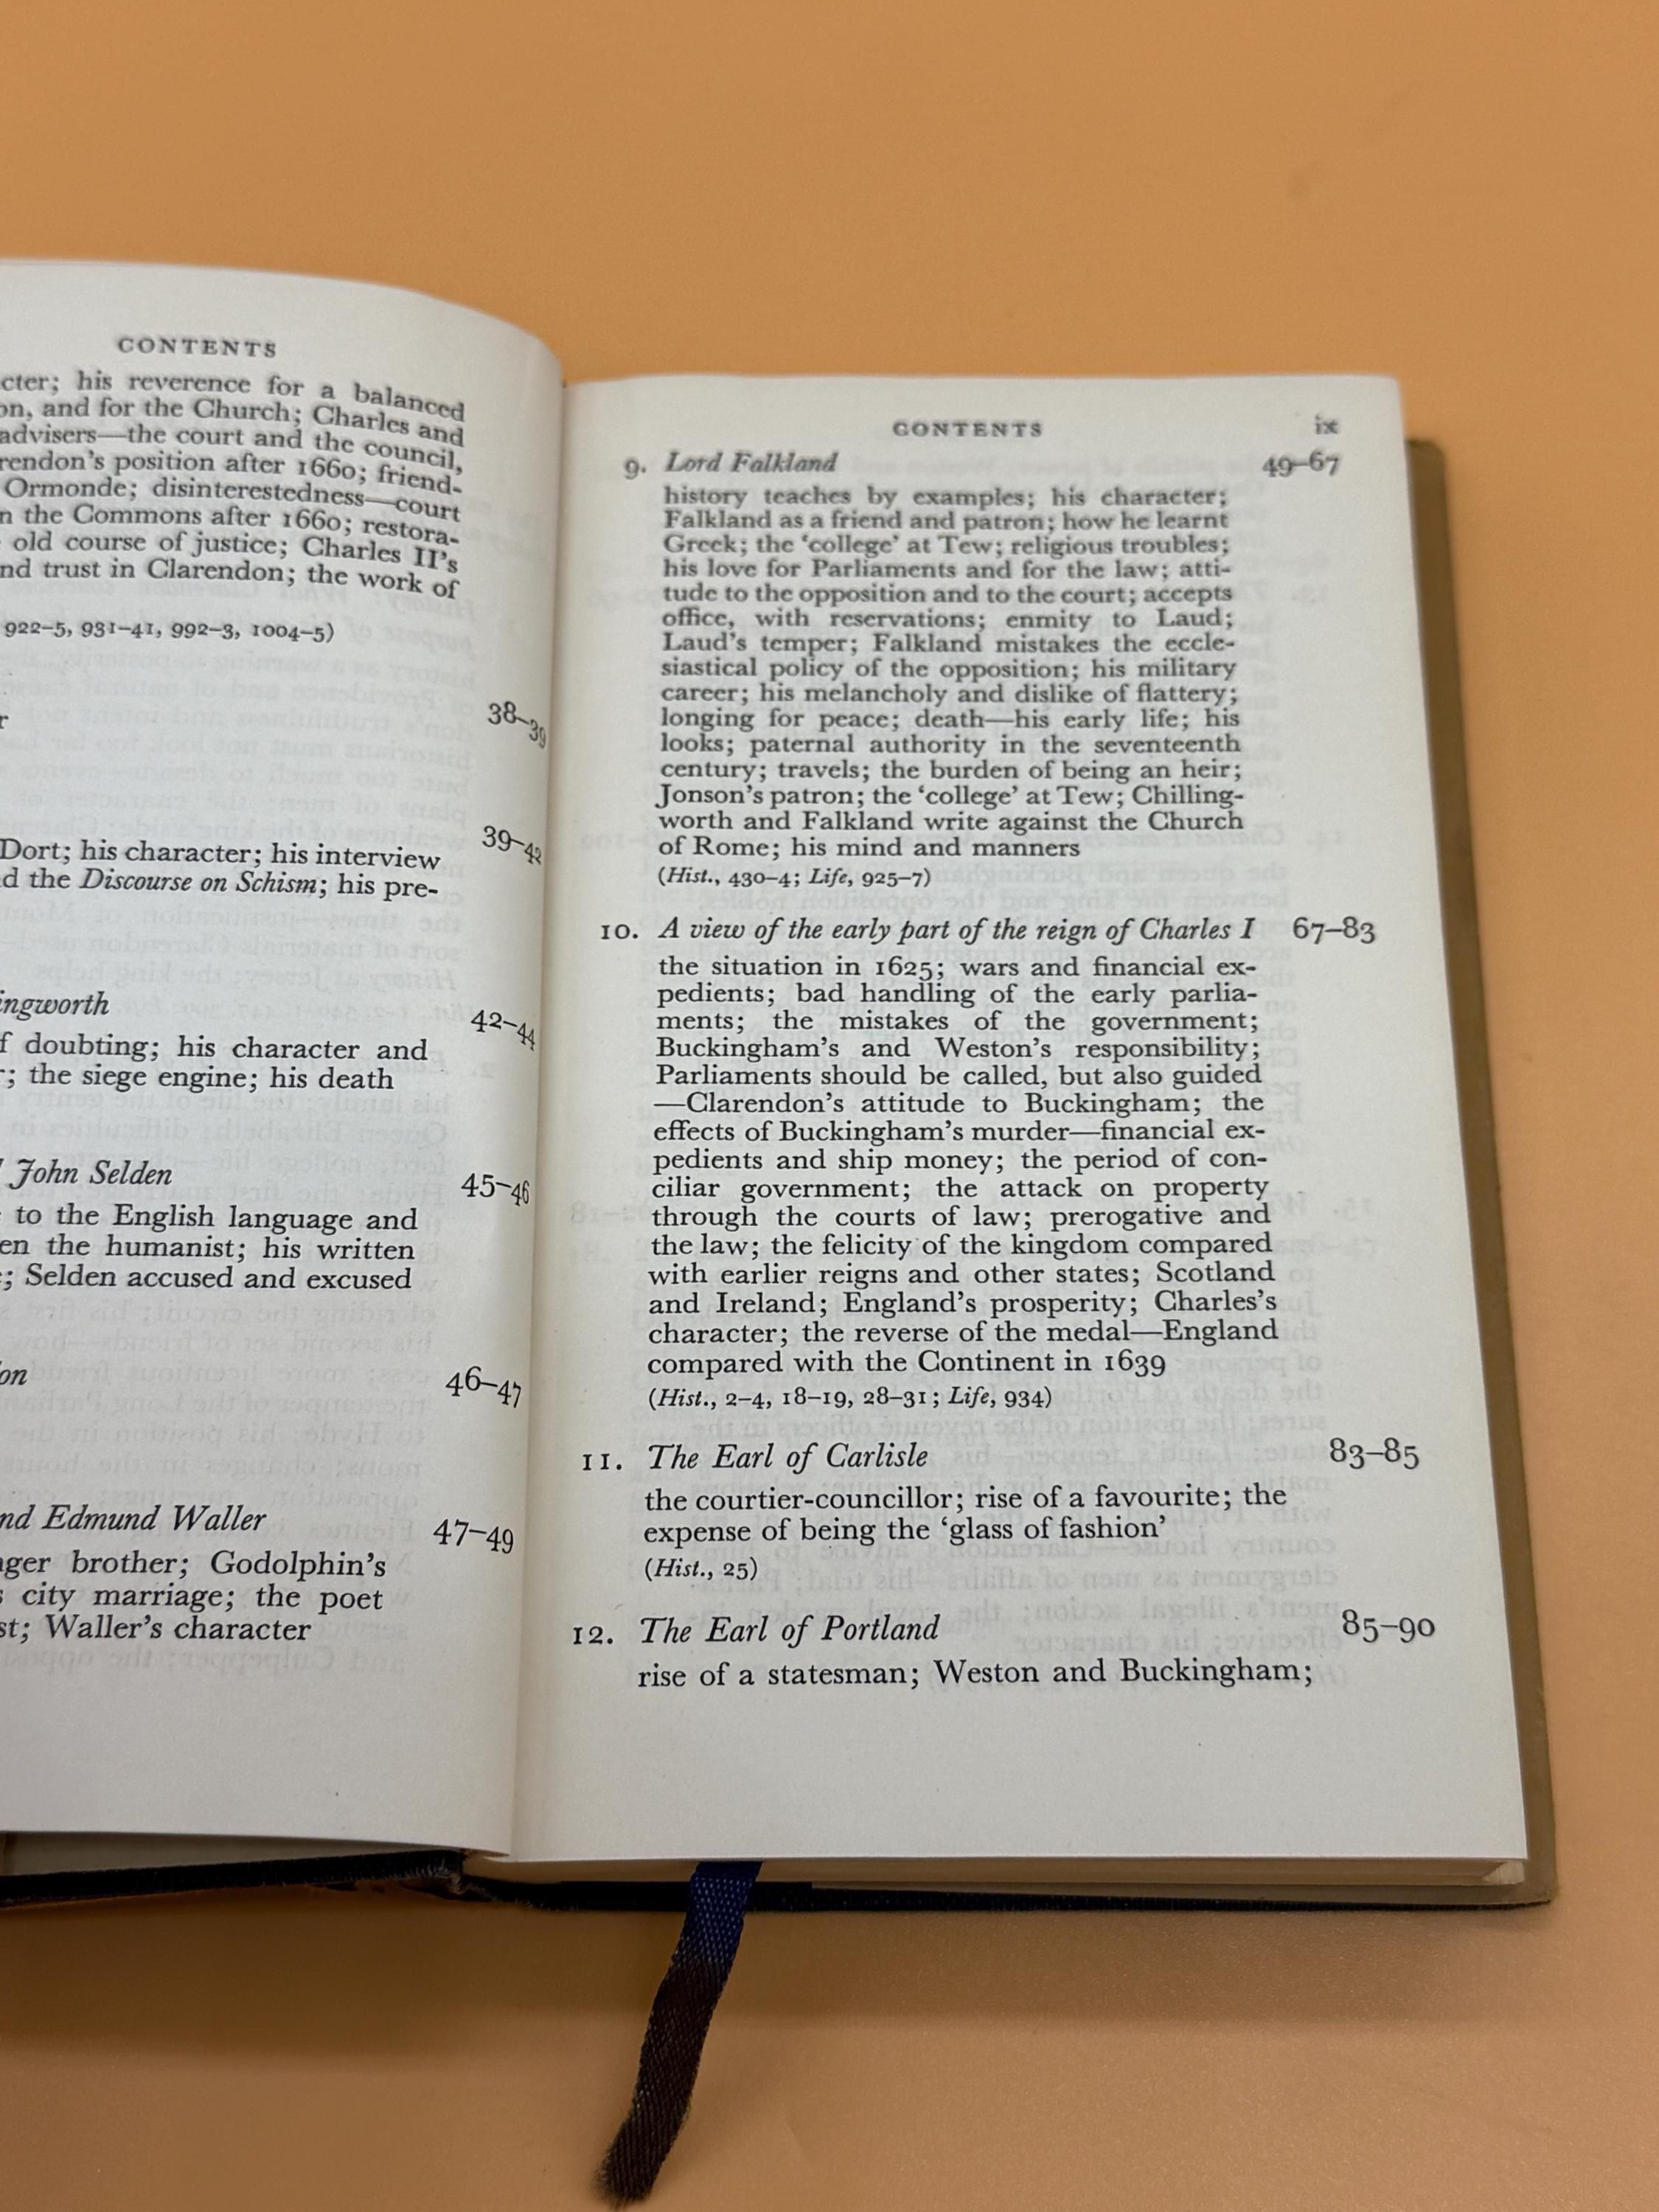 CONTENTS
cter; his reverence for a balanced
on, and for the Church; Charles and
advisers—the court and the council,
rendon's position after 1660; friend-
Ormonde; disinterestedness—court
n the Commons after 1660; restora-
old course of justice; Charles II's
nd trust in Clarendon; the work of
922–5, 931–41, 992–3, 1004–5)
r 38–39
39–42
Dort; his character; his interview
d the Discourse on Schism; his pre-
ingworth 42–44
f doubting; his character and
; the siege engine; his death
John Selden 45–46
to the English language and
en the humanist; his written
; Selden accused and excused
on 46–47
nd Edmund Waller 47–49
ger brother; Godolphin's
s city marriage; the poet
st; Waller's character
CONTENTS ix
9. Lord Falkland 49–67
history teaches by examples; his character;
Falkland as a friend and patron; how he learnt
Greek; the 'college' at Tew; religious troubles;
his love for Parliaments and for the law; atti-
tude to the opposition and to the court; accepts
office, with reservations; enmity to Laud;
Laud's temper; Falkland mistakes the eccle-
siastical policy of the opposition; his military
career; his melancholy and dislike of flattery;
longing for peace; death—his early life; his
looks; paternal authority in the seventeenth
century; travels; the burden of being an heir;
Jonson's patron; the 'college' at Tew; Chilling-
worth and Falkland write against the Church
of Rome; his mind and manners
(Hist., 430–4; Life, 925–7)
10. A view of the early part of the reign of Charles I 67–83
the situation in 1625; wars and financial ex-
pedients; bad handling of the early parlia-
ments; the mistakes of the government;
Buckingham's and Weston's responsibility;
Parliaments should be called, but also guided
—Clarendon's attitude to Buckingham; the
effects of Buckingham's murder—financial ex-
pedients and ship money; the period of con-
ciliar government; the attack on property
through the courts of law; prerogative and
the law; the felicity of the kingdom compared
with earlier reigns and other states; Scotland
and Ireland; England's prosperity; Charles's
character; the reverse of the medal—England
compared with the Continent in 1639
(Hist., 2–4, 18–19, 28–31; Life, 934)
11. The Earl of Carlisle 83–85
the courtier-councillor; rise of a favourite; the
expense of being the 'glass of fashion'
(Hist., 25)
12. The Earl of Portland 85–90
rise of a statesman; Weston and Buckingham;